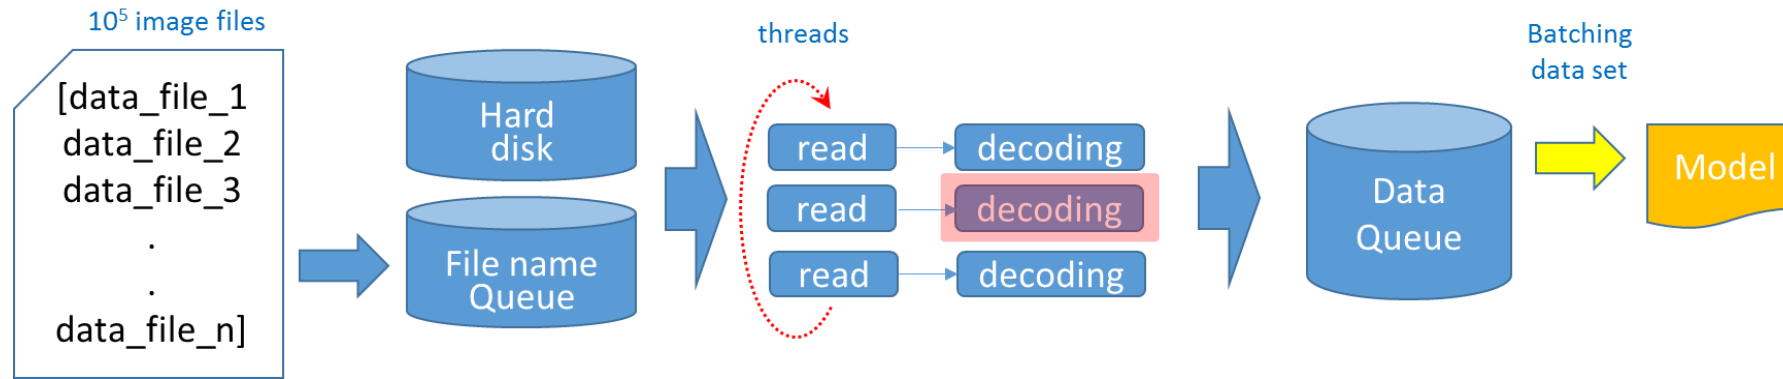 10⁵ image files
[data_file_1
data_file_2
data_file_3
.
.
data_file_n]
Hard
disk
File name
Queue
threads
read
decoding
read
decoding
read
decoding
Data
Queue
Batching
data set
Model